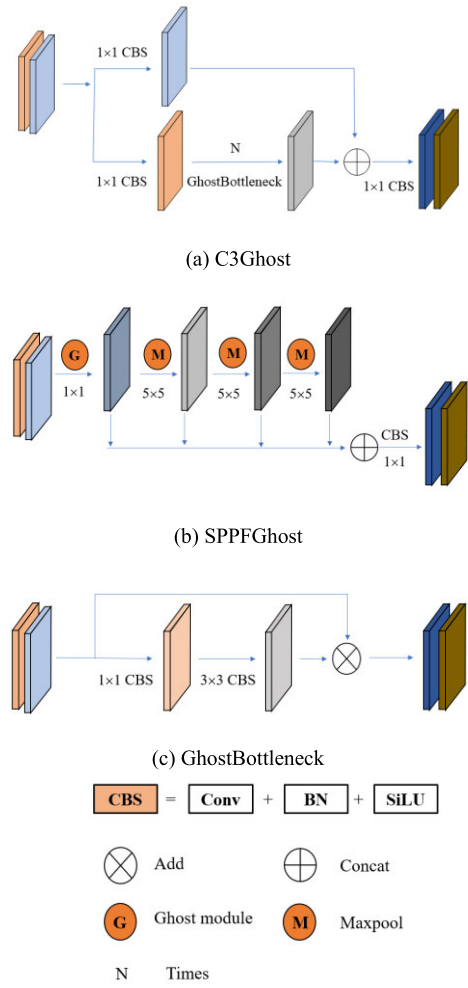 1×1 CBS
N
1×1 CBS GhostBottleneck 1×1 CBS
(a) C3Ghost
G M M M
1×1 5×5 5×5 5×5
CBS
1×1
(b) SPPFGhost
1×1 CBS 3×3 CBS
(c) GhostBottleneck
CBS = Conv + BN + SiLU
Add Concat
G Ghost module M Maxpool
N Times